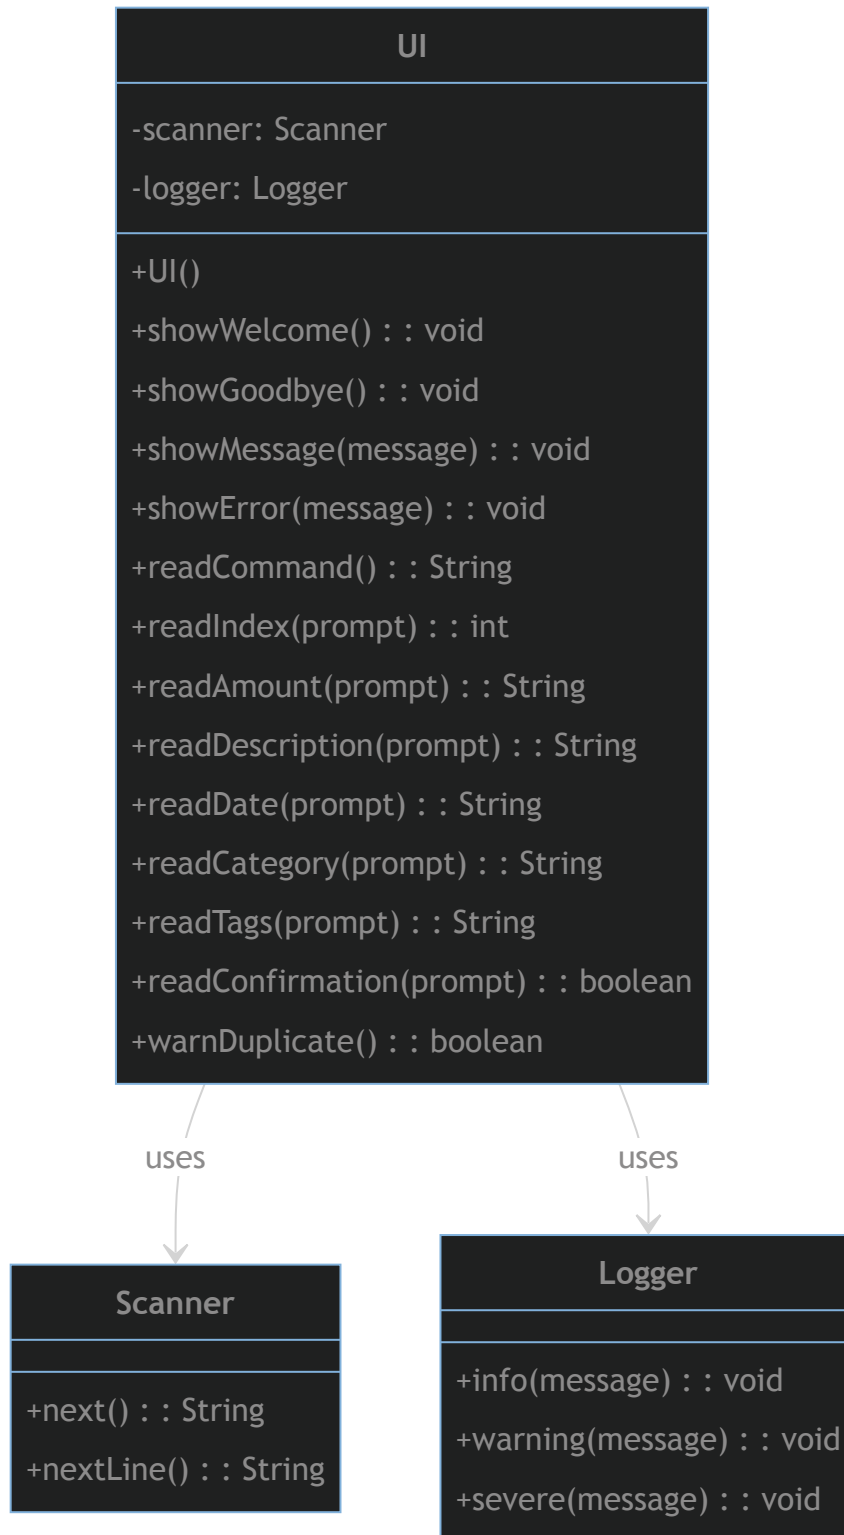 UI
-scanner: Scanner
-logger: Logger
+UI()
+showWelcome() : : void
+showGoodbye() : : void
+showMessage(message) : : void
+showError(message) : : void
+readCommand() : : String
+readIndex(prompt) : : int
+readAmount(prompt) : : String
+readDescription(prompt) : : String
+readDate(prompt) : : String
+readCategory(prompt) : : String
+readTags(prompt) : : String
+readConfirmation(prompt) : : boolean
+warnDuplicate() : : boolean
uses
uses
Scanner
+next() : : String
+nextLine() : : String
Logger
+info(message) : : void
+warning(message) : : void
+severe(message) : : void